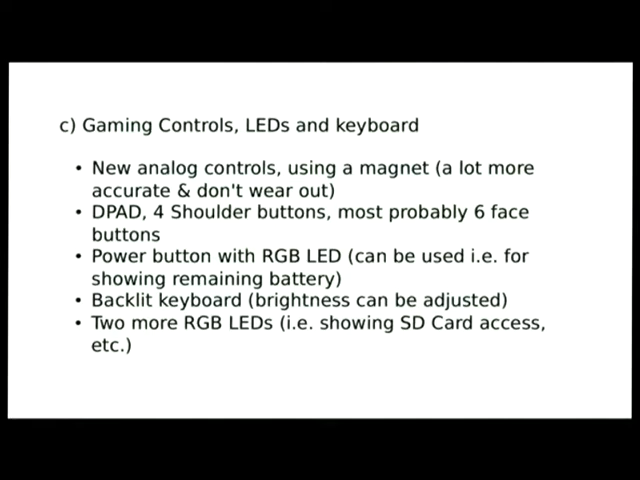 c) Gaming Controls, LEDs and keyboard
• New analog controls, using a magnet (a lot more
accurate & don't wear out)
• DPAD, 4 Shoulder buttons, most probably 6 face
buttons
• Power button with RGB LED (can be used i.e. for
showing remaining battery)
• Backlit keyboard (brightness can be adjusted)
• Two more RGB LEDs (i.e. showing SD Card access,
etc.)